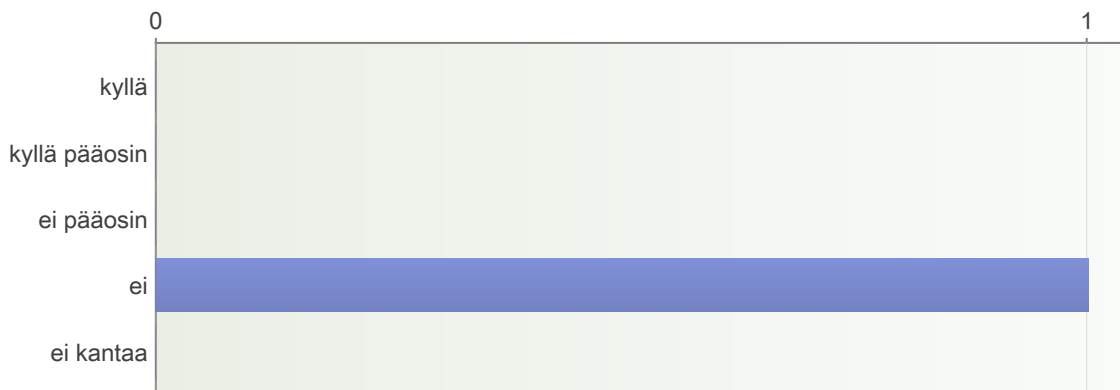 0 1
kyllä
kyllä pääosin
ei pääosin
ei
ei kantaa